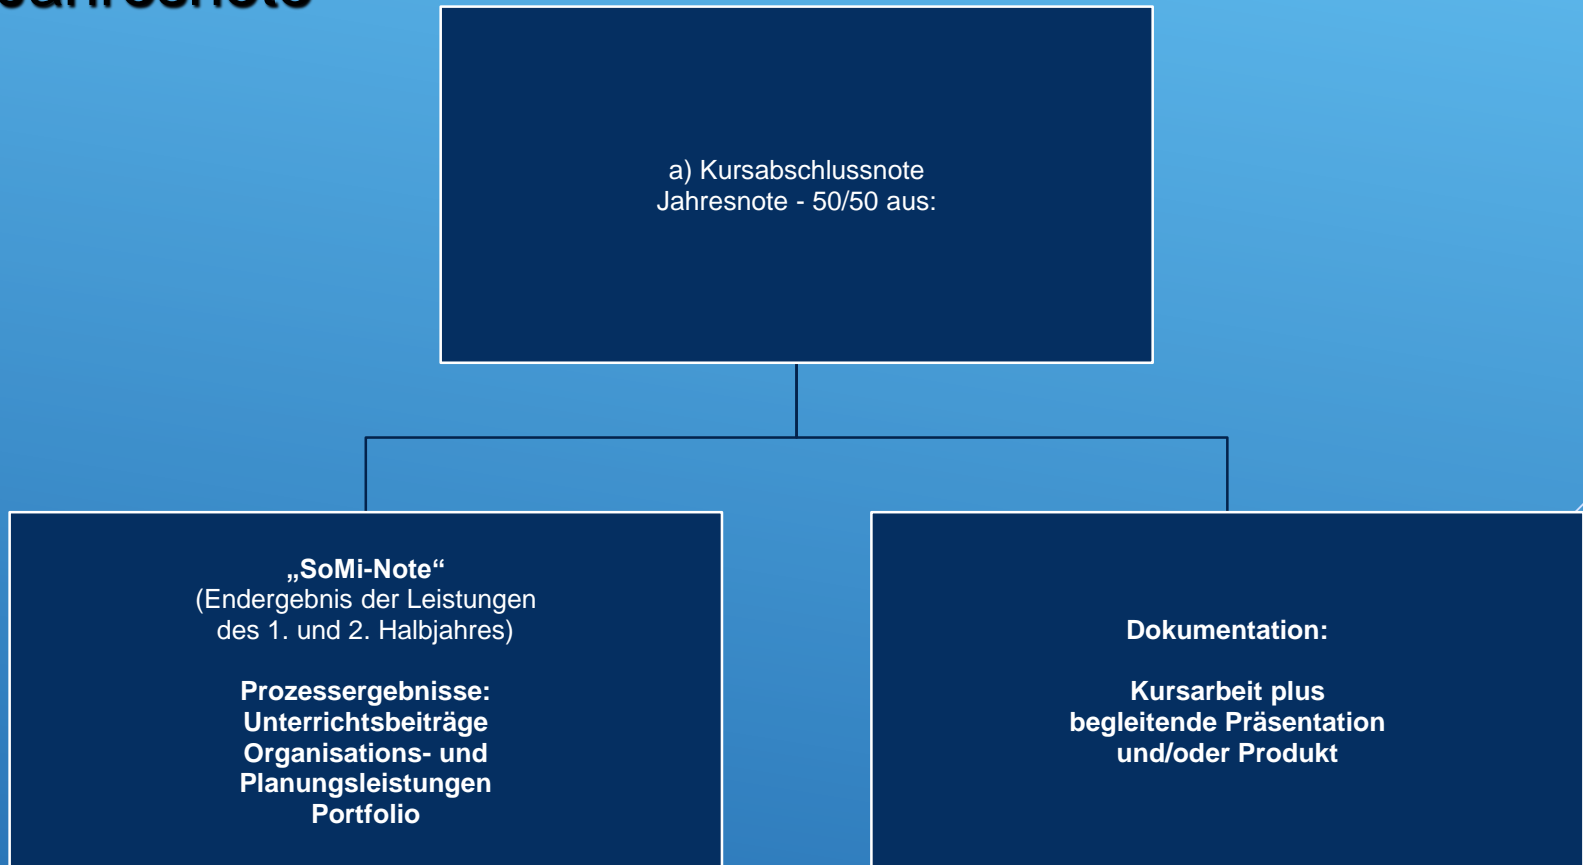 Jahresnote
a) Kursabschlussnote
Jahresnote - 50/50 aus:
„SoMi-Note“
(Endergebnis der Leistungen
des 1. und 2. Halbjahres)
Prozessergebnisse:
Unterrichtsbeiträge
Organisations- und
Planungsleistungen
Portfolio
Dokumentation:
Kursarbeit plus
begleitende Präsentation
und/oder Produkt